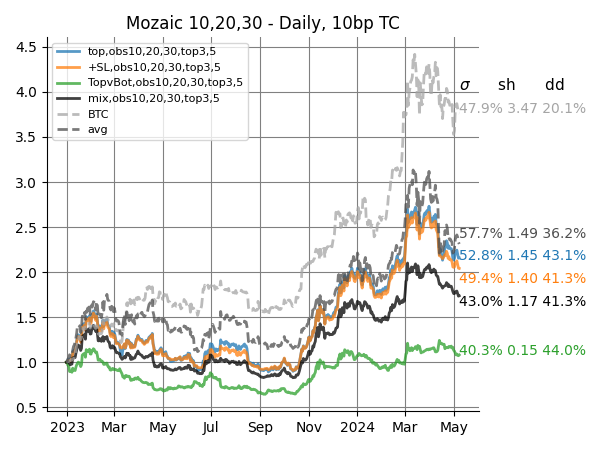 Mozaic 10,20,30 - Daily, 10bp TC
top,obs10,20,30,top3,5
+SL,obs10,20,30,top3,5
TopvBot,obs10,20,30,top3,5
mix,obs10,20,30,top3,5
BTC
avg
σ sh dd
47.9% 3.47 20.1%
57.7% 1.49 36.2%
52.8% 1.45 43.1%
49.4% 1.40 41.3%
43.0% 1.17 41.3%
40.3% 0.15 44.0%
4.5
4.0
3.5
3.0
2.5
2.0
1.5
1.0
0.5
2023 Mar May Jul Sep Nov 2024 Mar May